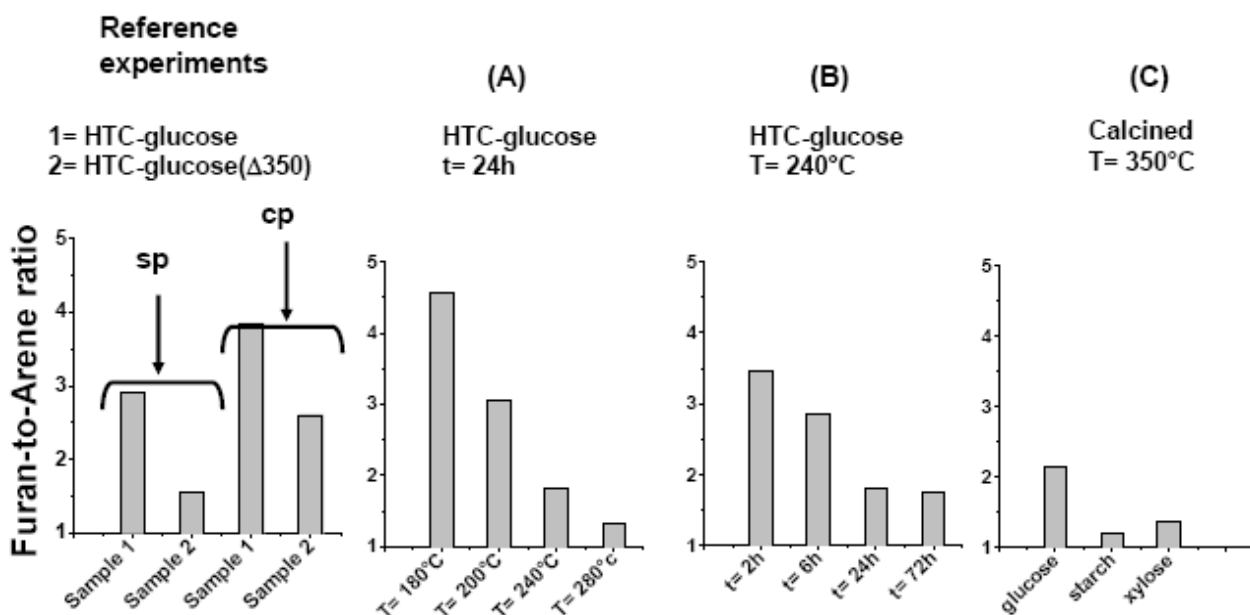 Reference
experiments
1= HTC-glucose
2= HTC-glucose(Δ350)
(A)
HTC-glucose
t= 24h
(B)
HTC-glucose
T= 240°C
(C)
Calcined
T= 350°C
Furan-to-Arene ratio
5
4
3
2
1
sp
cp
Sample 1
Sample 2
Sample 1
Sample 2
5
4
3
2
1
T= 180°C
T= 200°C
T= 240°C
T= 280°c
5
4
3
2
1
t= 2h
t= 6h
t= 24h
t= 72h
5
4
3
2
1
glucose
starch
xylose